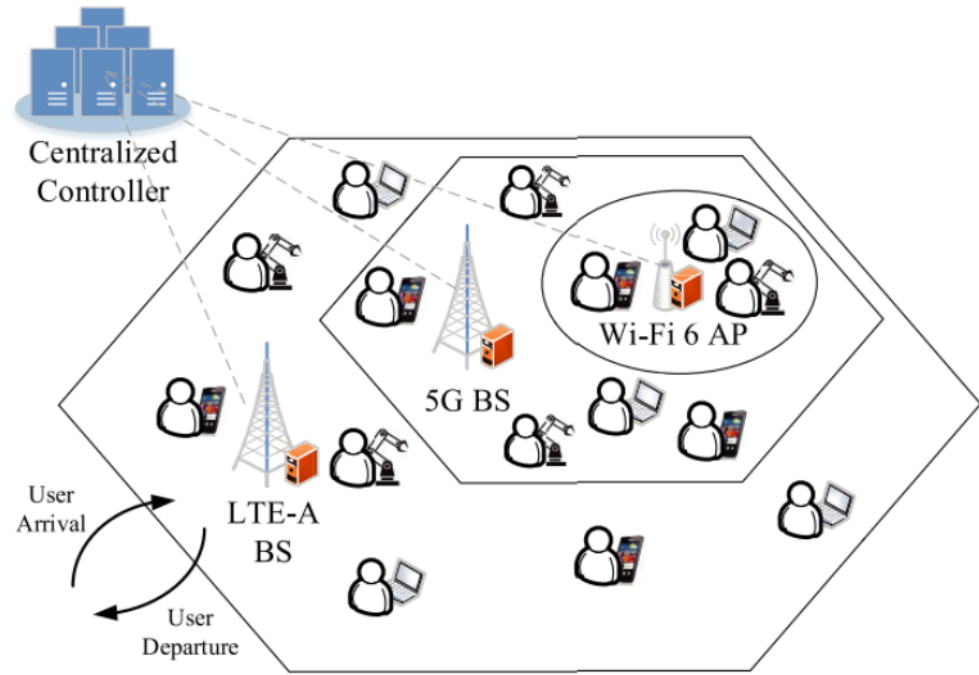 Centralized
Controller
Wi-Fi 6 AP
5G BS
LTE-A
BS
User
Arrival
User
Departure